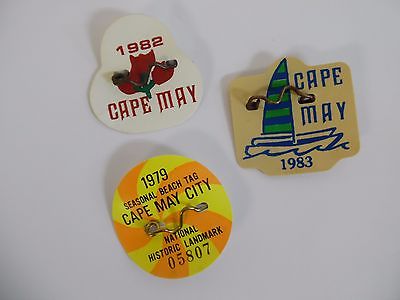 1982
CAPE MAY
CAPE
MAY
1983
1979
SEASONAL BEACH TAG
CAPE MAY CITY
NATIONAL
HISTORIC LANDMARK
05807